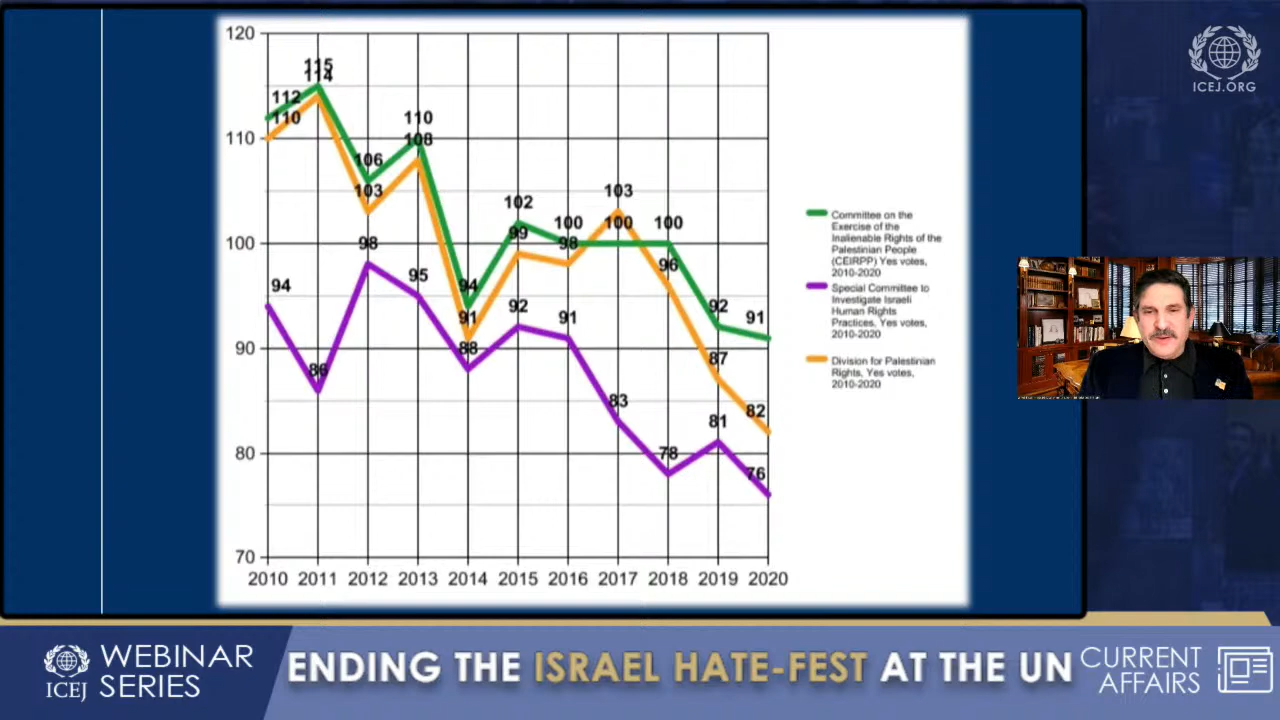 120
110
100
90
80
70
2010 2011 2012 2013 2014 2015 2016 2017 2018 2019 2020
112
115
106
110
94
102
100
100
100
92
91
110
114
103
108
91
99
98
103
96
87
82
94
86
98
95
88
92
91
83
78
81
76
Committee on the
Exercise of the
Inalienable Rights of the
Palestinian People
(CEIRPP) Yes votes,
2010-2020
Special Committee to
Investigate Israeli
Human Rights
Practices, Yes votes,
2010-2020
Division for Palestinian
Rights, Yes votes,
2010-2020
ICEJ.ORG
ICEJ
WEBINAR
SERIES
ENDING THE ISRAEL HATE-FEST AT THE UN
CURRENT
AFFAIRS